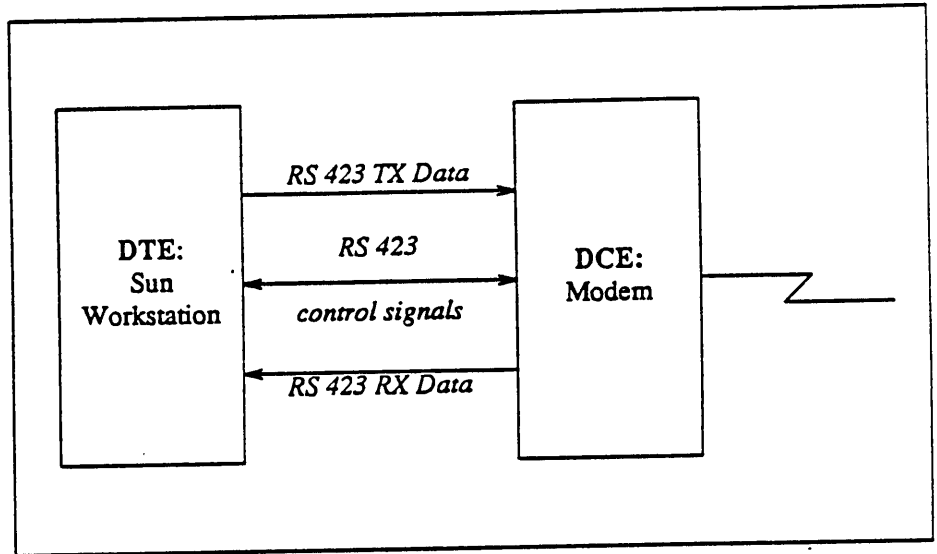 DTE:
Sun
Workstation
RS 423 TX Data
RS 423
control signals
RS 423 RX Data
DCE:
Modem